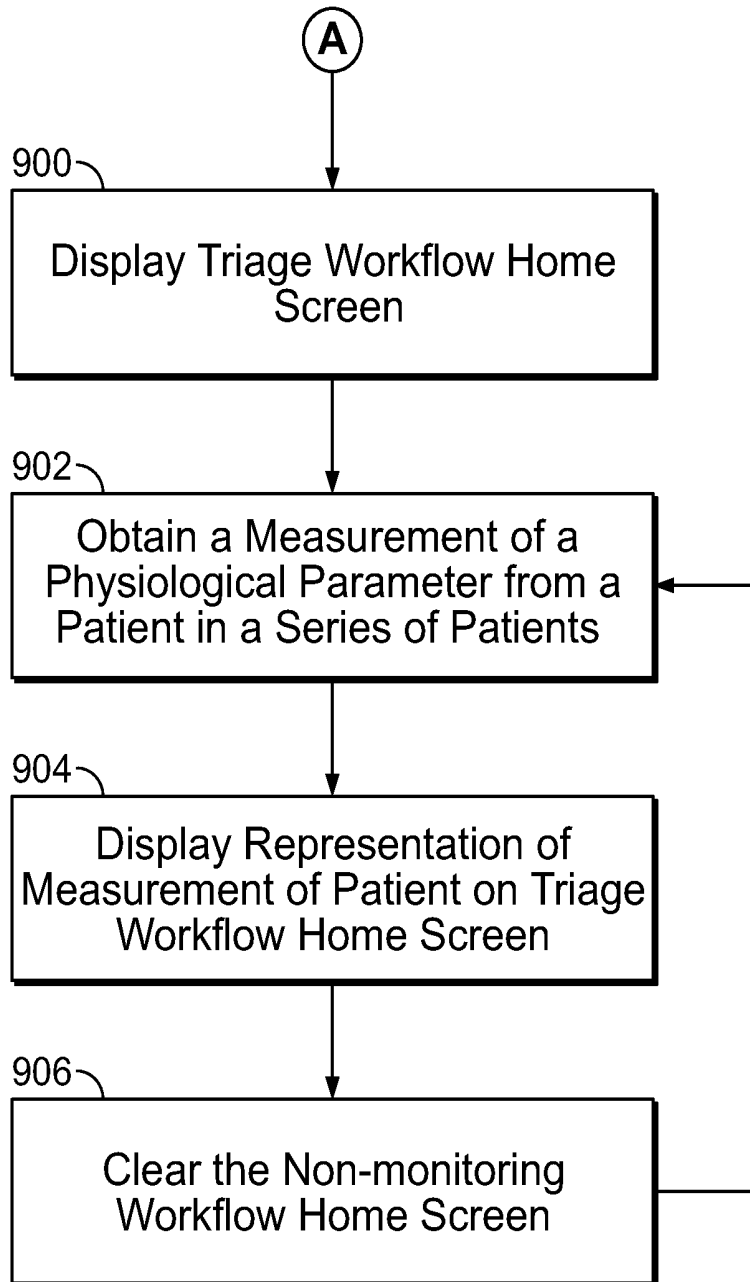 A
900
Display Triage Workflow Home
Screen
902
Obtain a Measurement of a
Physiological Parameter from a
Patient in a Series of Patients
904
Display Representation of
Measurement of Patient on Triage
Workflow Home Screen
906
Clear the Non-monitoring
Workflow Home Screen